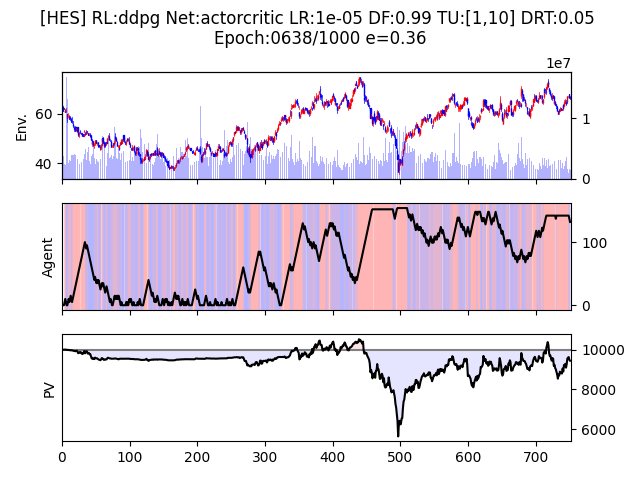 [HES] RL:ddpg Net:actorcritic LR:1e-05 DF:0.99 TU:[1,10] DRT:0.05
Epoch:0638/1000 e=0.36
1e7
Env.
60
40
1
0
Agent
100
0
PV
10000
8000
6000
0 100 200 300 400 500 600 700